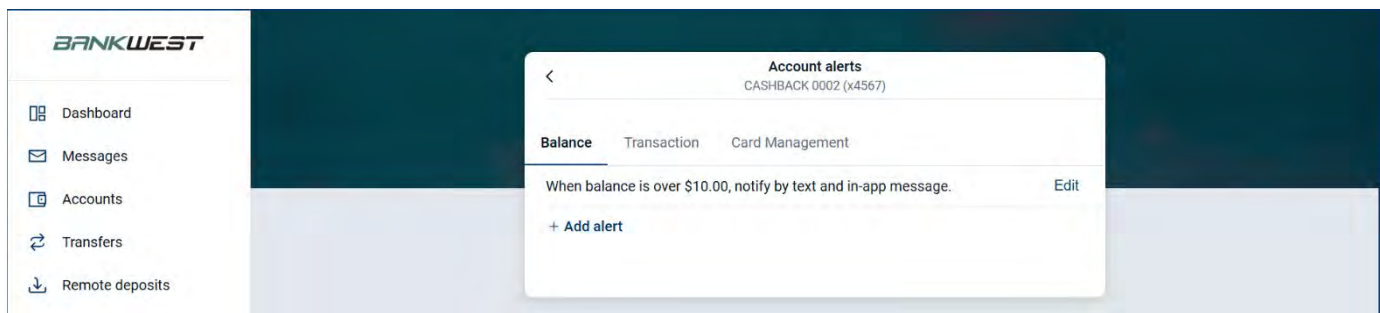 BANKWEST
Dashboard
Messages
Accounts
Transfers
Remote deposits
Account alerts
CASHBACK 0002 (x4567)
Balance Transaction Card Management
When balance is over $10.00, notify by text and in-app message. Edit
+ Add alert